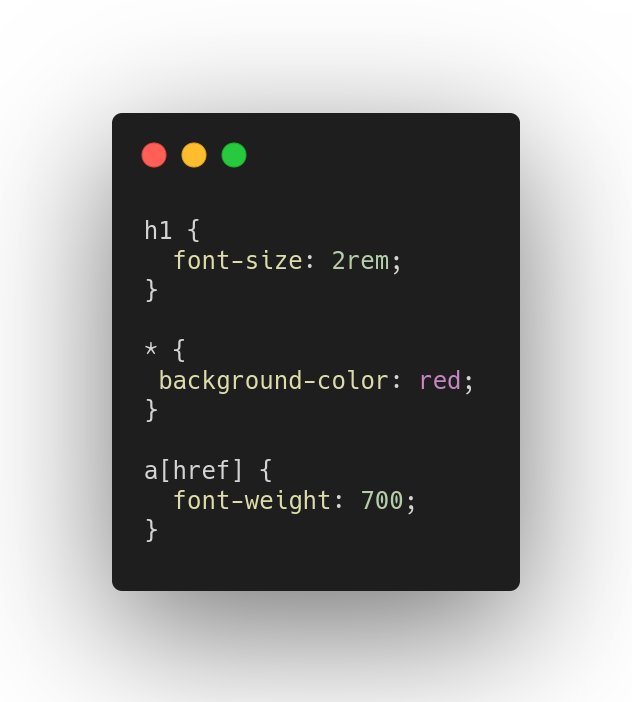 h1 {
  font-size: 2rem;
}

* {
 background-color: red;
}

a[href] {
  font-weight: 700;
}